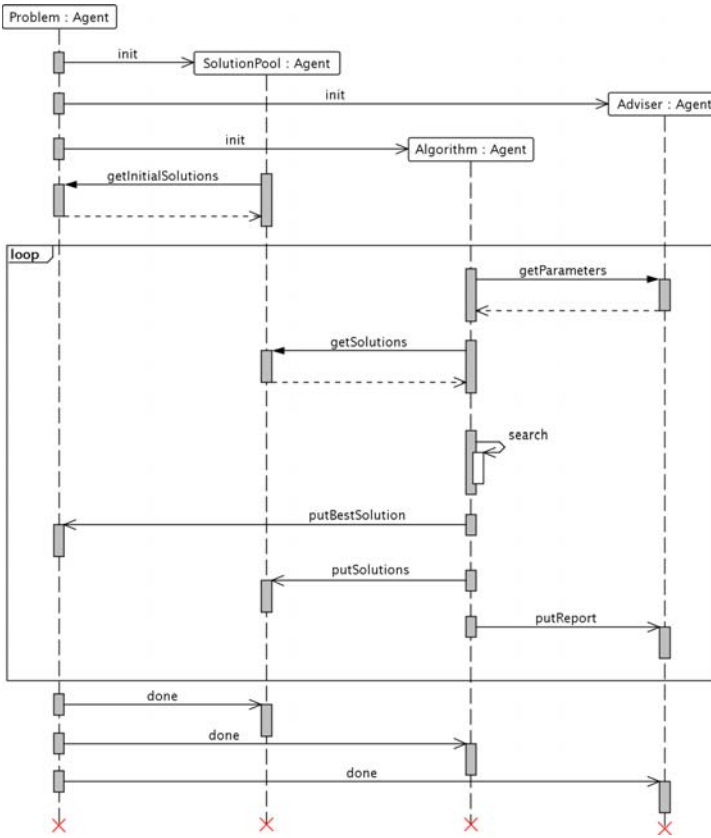 Problem : Agent
init
SolutionPool : Agent
init
Adviser : Agent
init
Algorithm : Agent
getInitialSolutions
loop
getParameters
getSolutions
search
putBestSolution
putSolutions
putReport
done
done
done